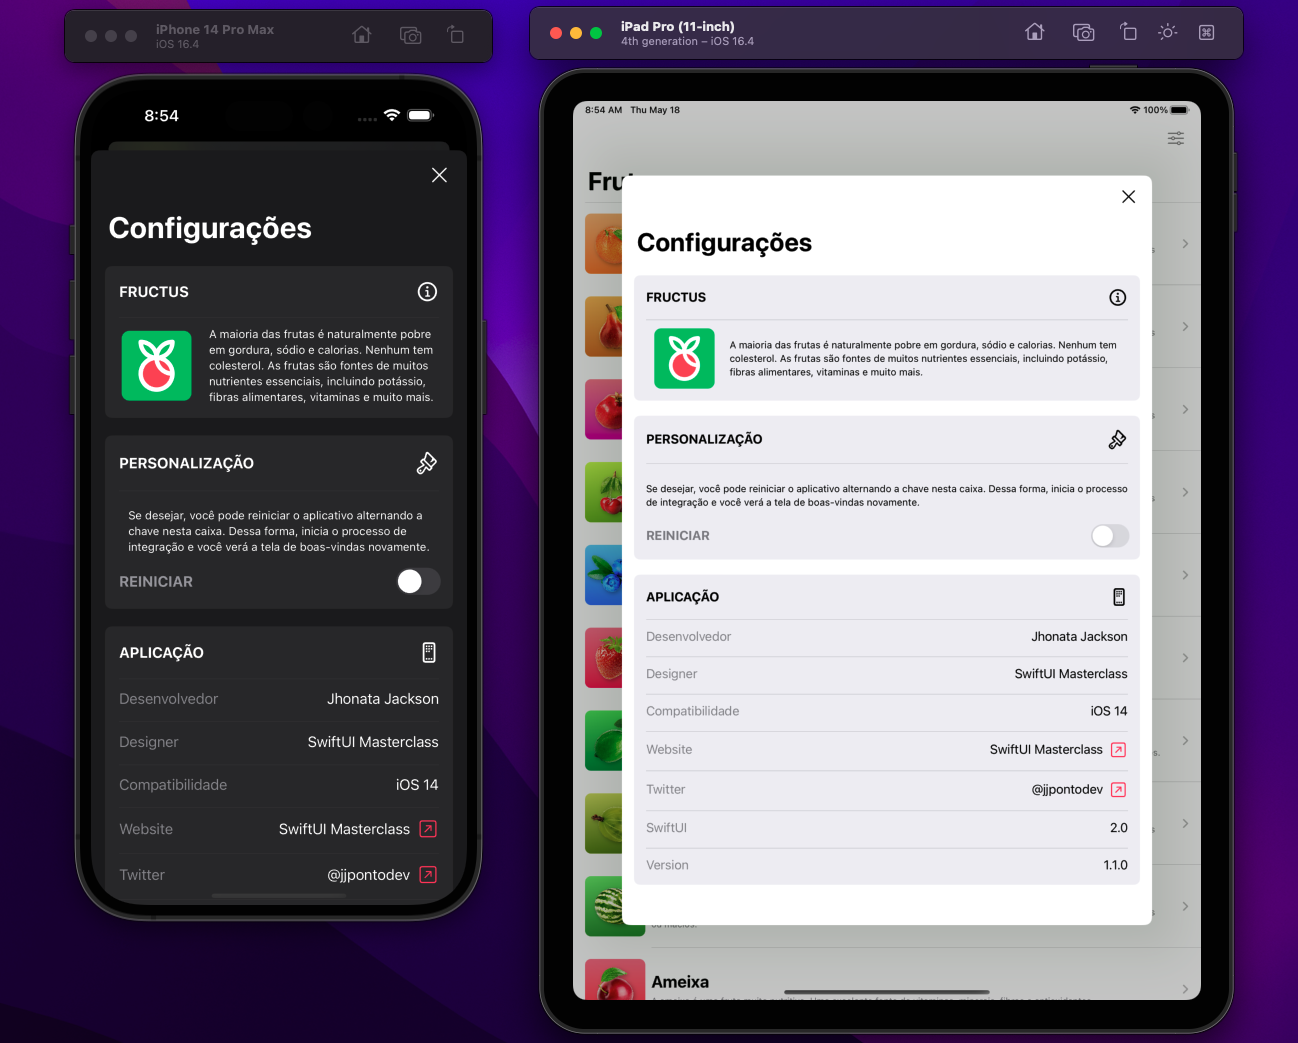 iPhone 14 Pro Max
iOS 16.4
8:54
Configurações
FRUCTUS
A maioria das frutas é naturalmente pobre
em gordura, sódio e calorias. Nenhum tem
colesterol. As frutas são fontes de muitos
nutrientes essenciais, incluindo potássio,
fibras alimentares, vitaminas e muito mais.
PERSONALIZAÇÃO
Se desejar, você pode reiniciar o aplicativo alternando a
chave nesta caixa. Dessa forma, inicia o processo de
integração e você verá a tela de boas-vindas novamente.
REINICIAR
APLICAÇÃO
Desenvolvedor Jhonata Jackson
Designer SwiftUI Masterclass
Compatibilidade iOS 14
Website SwiftUI Masterclass
Twitter @jjpontodev
iPad Pro (11-inch)
4th generation – iOS 16.4
8:54 AM Thu May 18 100%
Configurações
FRUCTUS
A maioria das frutas é naturalmente pobre em gordura, sódio e calorias. Nenhum tem
colesterol. As frutas são fontes de muitos nutrientes essenciais, incluindo potássio,
fibras alimentares, vitaminas e muito mais.
PERSONALIZAÇÃO
Se desejar, você pode reiniciar o aplicativo alternando a chave nesta caixa. Dessa forma, inicia o processo
de integração e você verá a tela de boas-vindas novamente.
REINICIAR
APLICAÇÃO
Desenvolvedor Jhonata Jackson
Designer SwiftUI Masterclass
Compatibilidade iOS 14
Website SwiftUI Masterclass
Twitter @jjpontodev
SwiftUI 2.0
Version 1.1.0
Ameixa